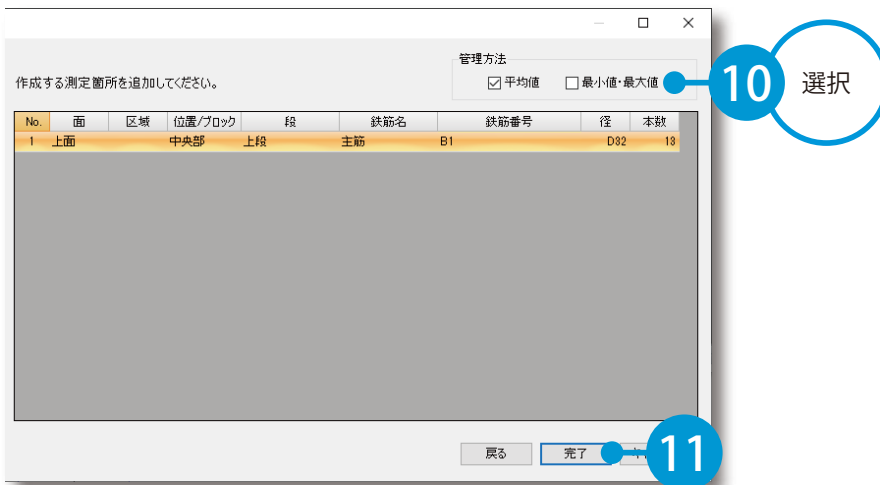 管理方法
作成する測定箇所を追加してください。
☑ 平均値 ☐ 最小値・最大値
10 選択
No. 面 区域 位置/ブロック 段 鉄筋名 鉄筋番号 径 本数
1 上面 中央部 上段 主筋 B1 D32 13
戻る 完了
11